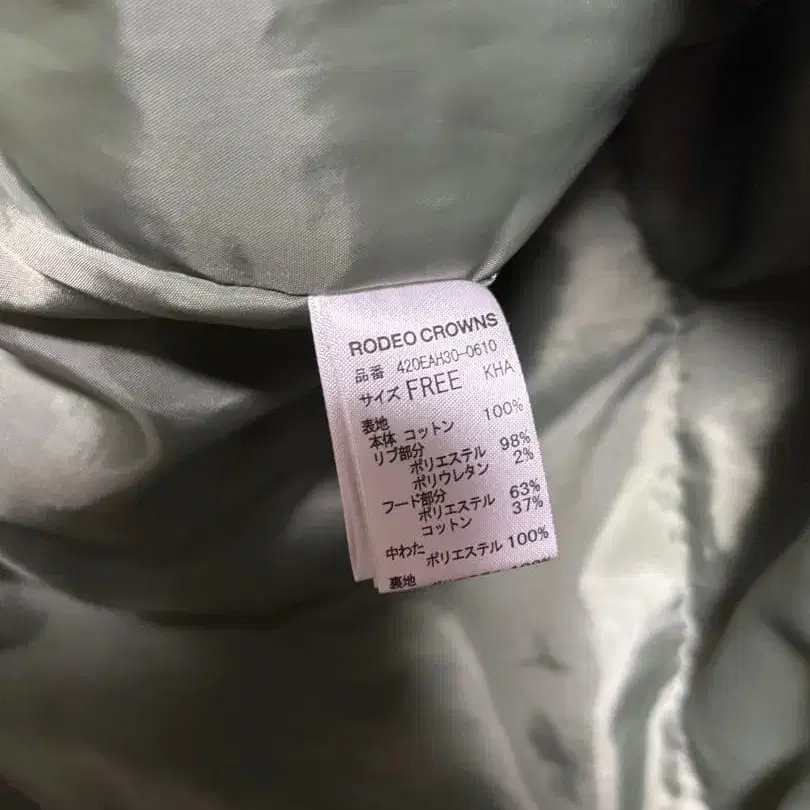 RODEO CROWNS
品番 420EAH30-0610
サイズ FREE KHA
表地
本体 コットン 100%
リブ部分
ポリエステル 98%
ポリウレタン 2%
フード部分
ポリエステル 63%
コットン 37%
中わた
ポリエステル 100%
裏地